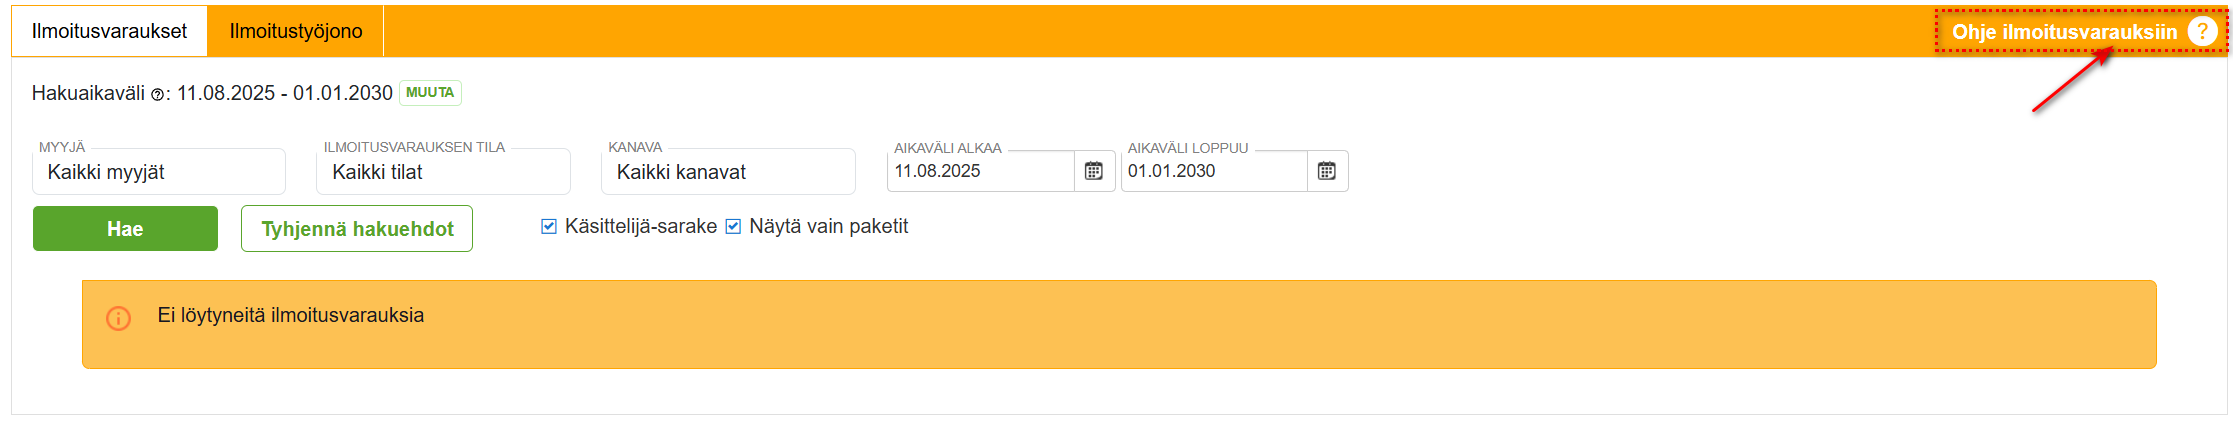 Ilmoitusvaraukset Ilmoitustyöjono Ohje ilmoitusvarauksiin ?
Hakuaikaväli ?: 11.08.2025 - 01.01.2030 MUUTA
MYYJÄ ILMOITUSVARAUKSEN TILA KANAVA AIKAVÄLI ALKAA AIKAVÄLI LOPPUU
Kaikki myyjät Kaikki tilat Kaikki kanavat 11.08.2025 01.01.2030
Hae Tyhjennä hakuehdot Käsittelijä-sarake Näytä vain paketit
Ei löytyneitä ilmoitusvarauksia